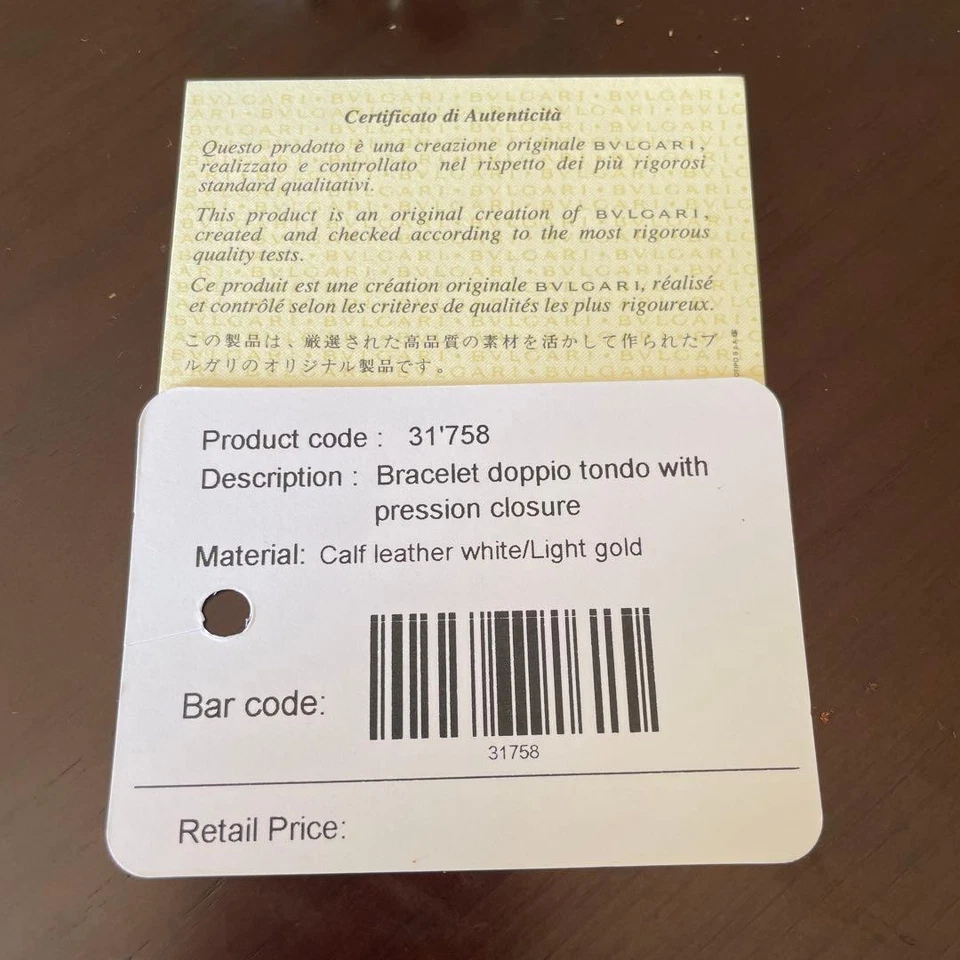 Certificato di Autenticità
Questo prodotto è una creazione originale BVLGARI,
realizzato e controllato nel rispetto dei più rigorosi
standard qualitativi.
This product is an original creation of BVLGARI,
created and checked according to the most rigorous
quality tests.
Ce produit est une création originale BVLGARI, réalisé
et contrôlé selon les critères de qualités les plus rigoureux.
この製品は、厳選された高品質の素材を活かして作られたブ
ルガリのオリジナル製品です。
Product code : 31'758
Description : Bracelet doppio tondo with
pression closure
Material: Calf leather white/Light gold
Bar code:
31758
Retail Price: